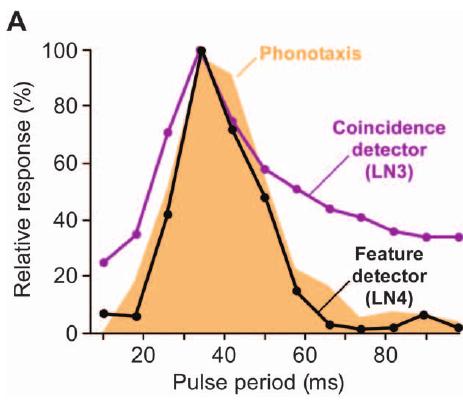 A
Phonotaxis
Coincidence
detector
(LN3)
Feature
detector
(LN4)
Relative response (%)
100
80
60
40
20
0
20
40
60
80
Pulse period (ms)